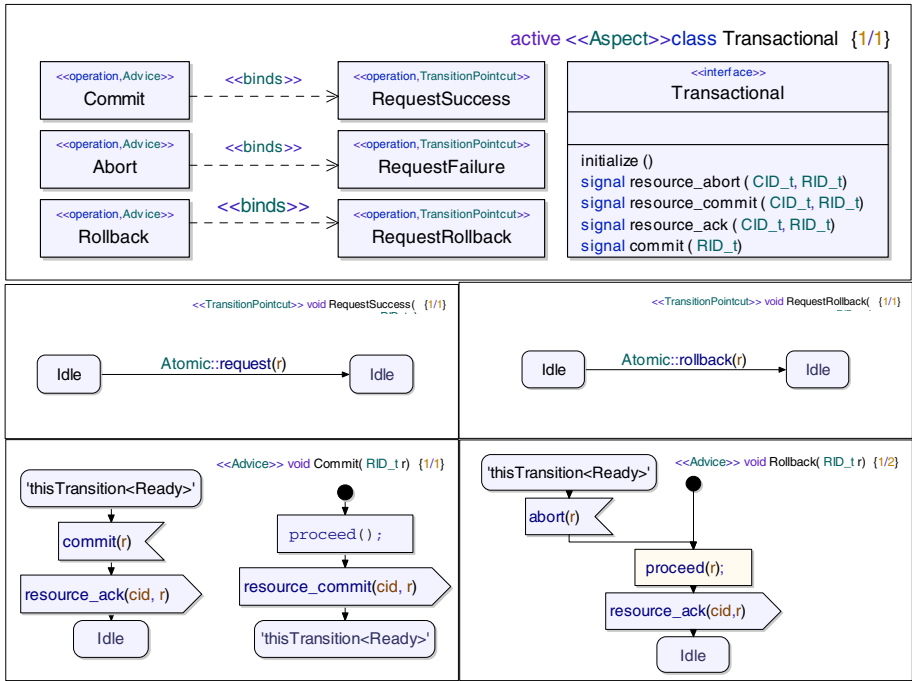 active <<Aspect>>class Transactional {1/1}
<<operation,Advice>>
Commit
<<binds>>
<<operation,TransitionPointcut>>
RequestSuccess
<<operation,Advice>>
Abort
<<binds>>
<<operation,TransitionPointcut>>
RequestFailure
<<operation,Advice>>
Rollback
<<binds>>
<<operation,TransitionPointcut>>
RequestRollback
<<interface>>
Transactional
initialize ()
signal resource_abort ( CID_t, RID_t)
signal resource_commit ( CID_t, RID_t)
signal resource_ack ( CID_t, RID_t)
signal commit ( RID_t)
<<TransitionPointcut>> void RequestSuccess( {1/1}
Idle
Atomic::request(r)
Idle
<<TransitionPointcut>> void RequestRollback( {1/1}
Idle
Atomic::rollback(r)
Idle
<<Advice>> void Commit( RID_t r) {1/1}
'thisTransition<Ready>'
commit(r)
resource_ack(cid, r)
Idle
proceed();
resource_commit(cid, r)
'thisTransition<Ready>'
<<Advice>> void Rollback( RID_t r) {1/2}
'thisTransition<Ready>'
abort(r)
proceed(r);
resource_ack(cid,r)
Idle